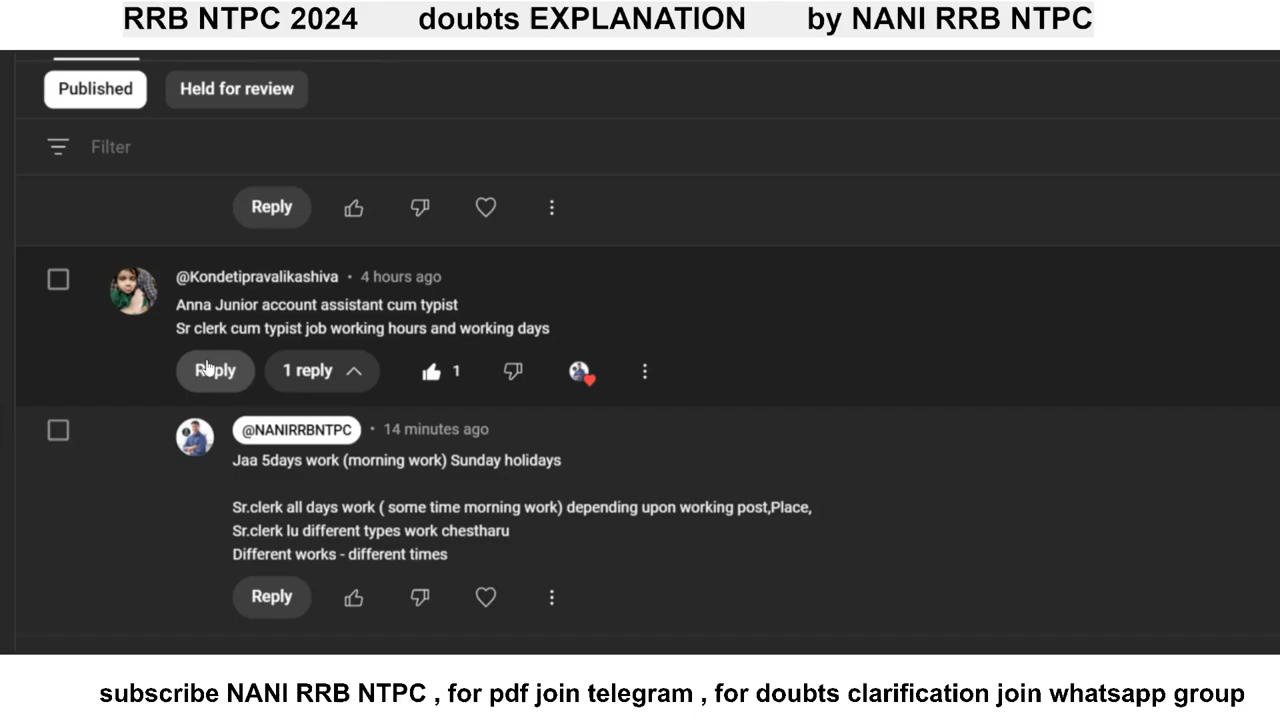 RRB NTPC 2024 doubts EXPLANATION by NANI RRB NTPC
Published Held for review
Filter
Reply
@Kondetipravalikashiva • 4 hours ago
Anna Junior account assistant cum typist
Sr clerk cum typist job working hours and working days
Reply 1 reply 1
@NANIRRBNTPC • 14 minutes ago
Jaa 5days work (morning work) Sunday holidays
Sr.clerk all days work ( some time morning work) depending upon working post,Place,
Sr.clerk lu different types work chestharu
Different works - different times
Reply
subscribe NANI RRB NTPC , for pdf join telegram , for doubts clarification join whatsapp group